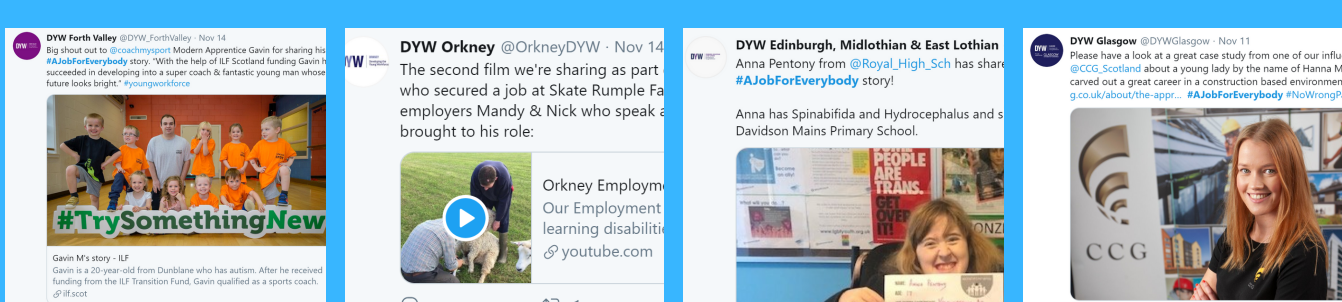 DYW Forth Valley @DYW_ForthValley · Nov 14
Big shout out to @coachmysport Modern Apprentice Gavin for sharing his
#AJobForEverybody story. "With the help of ILF Scotland funding Gavin h
succeeded in developing into a super coach & fantastic young man whose
future looks bright." #youngworkforce
#TrySomethingNew
Gavin M's story - ILF
Gavin is a 20-year-old from Dunblane who has autism. After he received
funding from the ILF Transition Fund, Gavin qualified as a sports coach.
ilf.scot
DYW Orkney @OrkneyDYW · Nov 14
The second film we're sharing as part
who secured a job at Skate Rumple Fa
employers Mandy & Nick who speak a
brought to his role:
Orkney Employme
Our Employment
learning disabilitie
youtube.com
DYW Edinburgh, Midlothian & East Lothian
Anna Pentony from @Royal_High_Sch has share
#AJobForEverybody story!
Anna has Spinabifida and Hydrocephalus and s
Davidson Mains Primary School.
PEOPLE
ARE
TRANS.
GET
OVER
IT!
DYW Glasgow @DYWGlasgow · Nov 11
Please have a look at a great case study from one of our influ
@CCG_Scotland about a young lady by the name of Hanna M
carved out a great career in a construction based environmen
g.co.uk/about/the-appr... #AJobForEverybody #NoWrongP
CCG